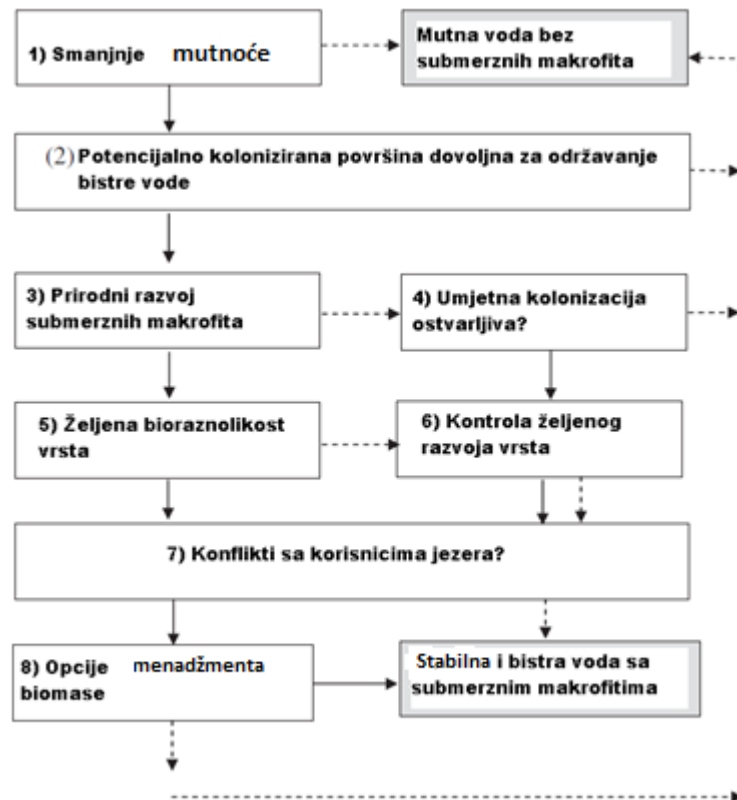 1) Smanjnje mutnoće
Mutna voda bez
submerznih makrofita
(2) Potencijalno kolonizirana površina dovoljna za održavanje
bistre vode
3) Prirodni razvoj
submerznih makrofita
4) Umjetna kolonizacija
ostvarljiva?
5) Željena bioraznolikost
vrsta
6) Kontrola željenog
razvoja vrsta
7) Konflikti sa korisnicima jezera?
8) Opcije menadžmenta
biomase
Stabilna i bistra voda sa
submerznim makrofitima